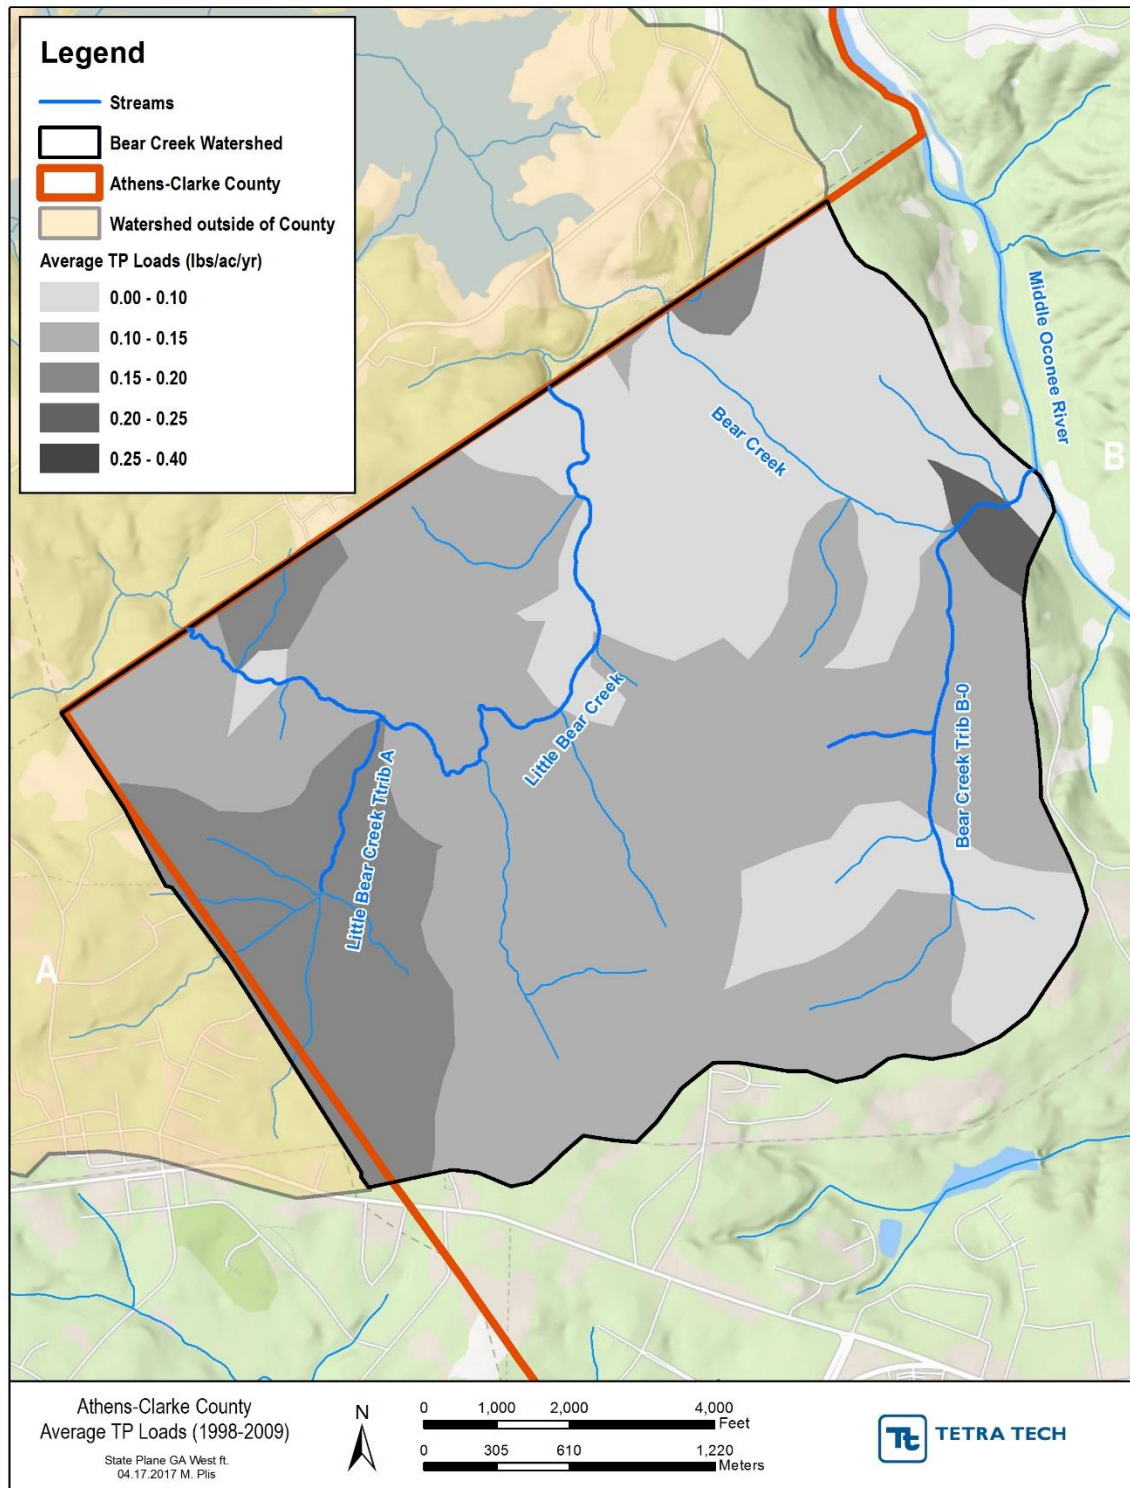 Legend
Streams
Bear Creek Watershed
Athens-Clarke County
Watershed outside of County
Average TP Loads (lbs/ac/yr)
0.00 - 0.10
0.10 - 0.15
0.15 - 0.20
0.20 - 0.25
0.25 - 0.40
Middle Oconee River
Bear Creek
B
Little Bear Creek
Bear Creek Trib B-0
Little Bear Creek Ttrib A
A
Athens-Clarke County
Average TP Loads (1998-2009)
State Plane GA West ft.
04.17.2017 M. Plis
N
0 1,000 2,000 4,000
Feet
0 305 610 1,220
Meters
Tt TETRA TECH